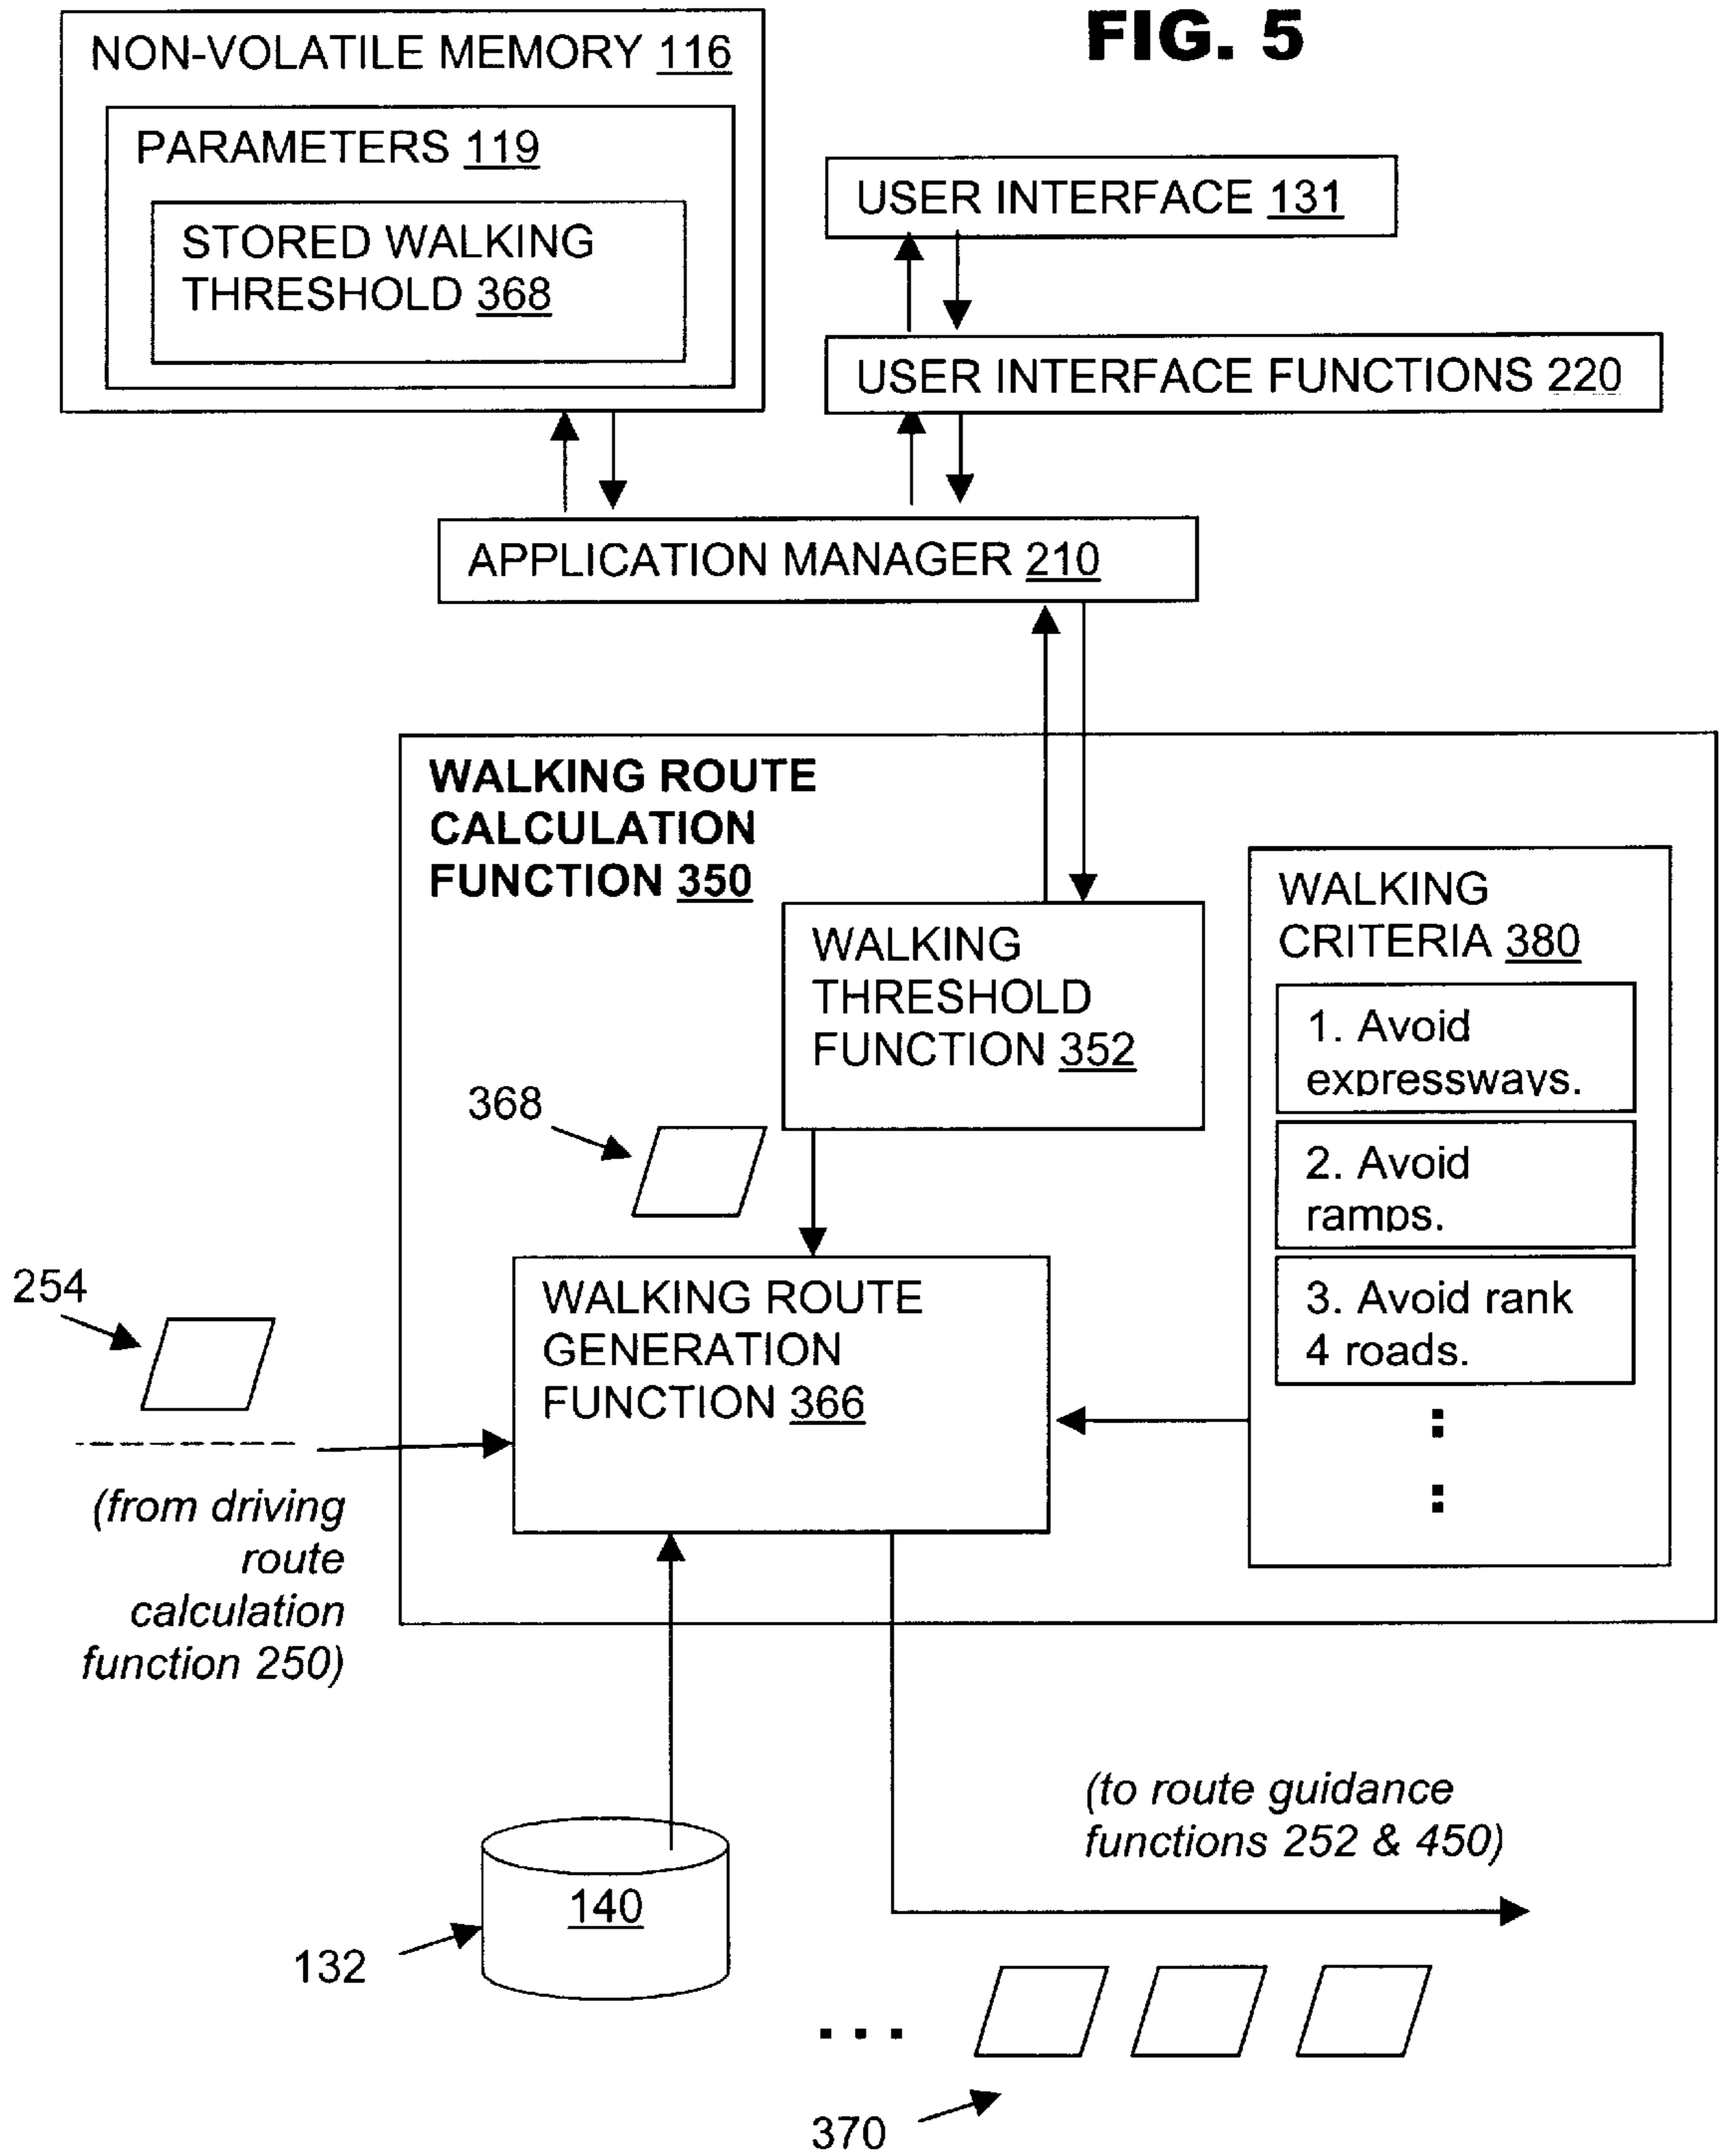 FIG. 5
NON-VOLATILE MEMORY 116
PARAMETERS 119
STORED WALKING
THRESHOLD 368
USER INTERFACE 131
USER INTERFACE FUNCTIONS 220
APPLICATION MANAGER 210
WALKING ROUTE
CALCULATION
FUNCTION 350
WALKING
THRESHOLD
FUNCTION 352
WALKING
CRITERIA 380
1. Avoid
expressways.
2. Avoid
ramps.
3. Avoid rank
4 roads.
368
254
WALKING ROUTE
GENERATION
FUNCTION 366
(from driving
route
calculation
function 250)
(to route guidance
functions 252 & 450)
140
132
. . .
370